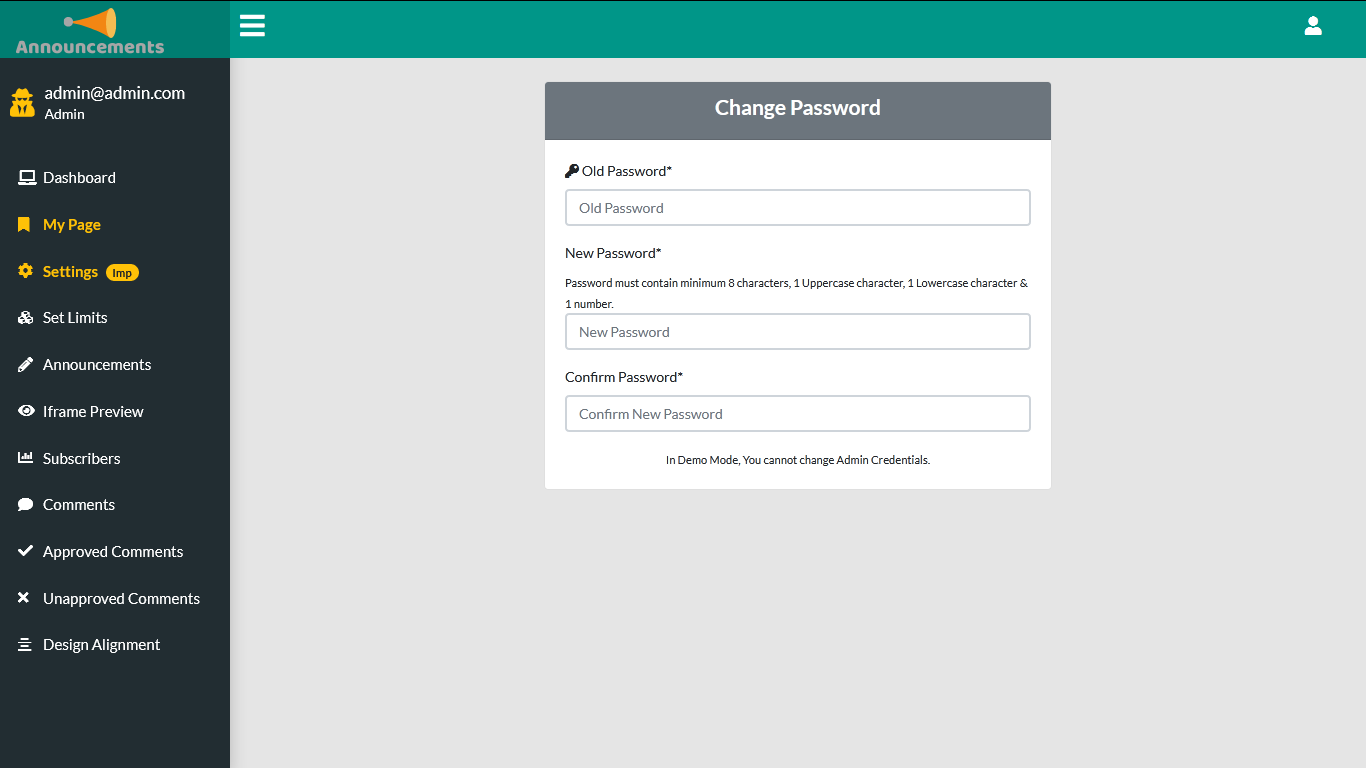 Announcements
admin@admin.com
Admin
Dashboard
My Page
Settings Imp
Set Limits
Announcements
Iframe Preview
Subscribers
Comments
Approved Comments
Unapproved Comments
Design Alignment
Change Password
Old Password*
Old Password
New Password*
Password must contain minimum 8 characters, 1 Uppercase character, 1 Lowercase character &
1 number.
New Password
Confirm Password*
Confirm New Password
In Demo Mode, You cannot change Admin Credentials.